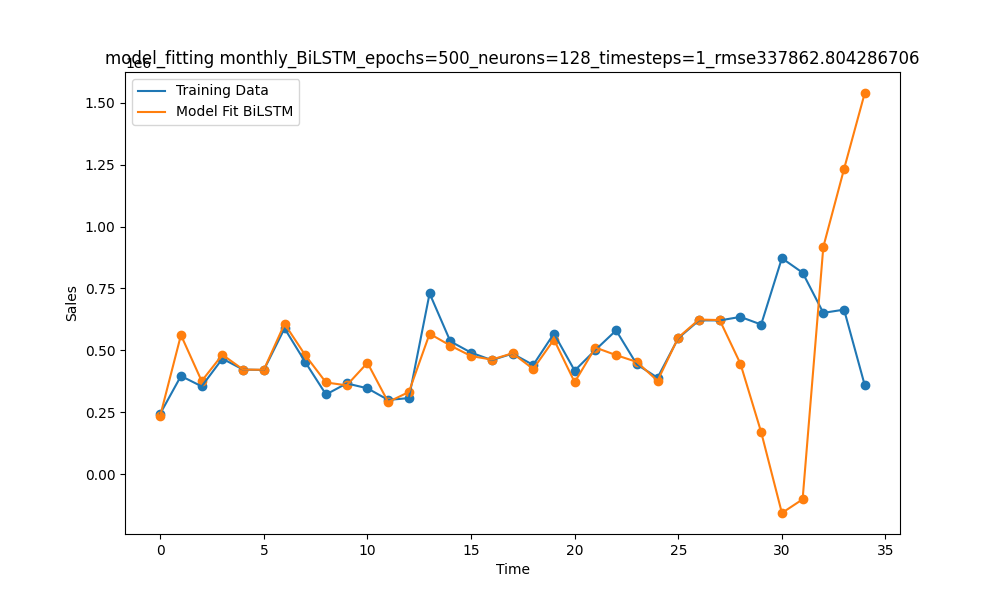 model_fitting monthly_BiLSTM_epochs=500_neurons=128_timesteps=1_rmse337862.804286706
1e6
Training Data
Model Fit BiLSTM
1.50
1.25
1.00
0.75
0.50
0.25
0.00
Sales
0 5 10 15 20 25 30 35
Time